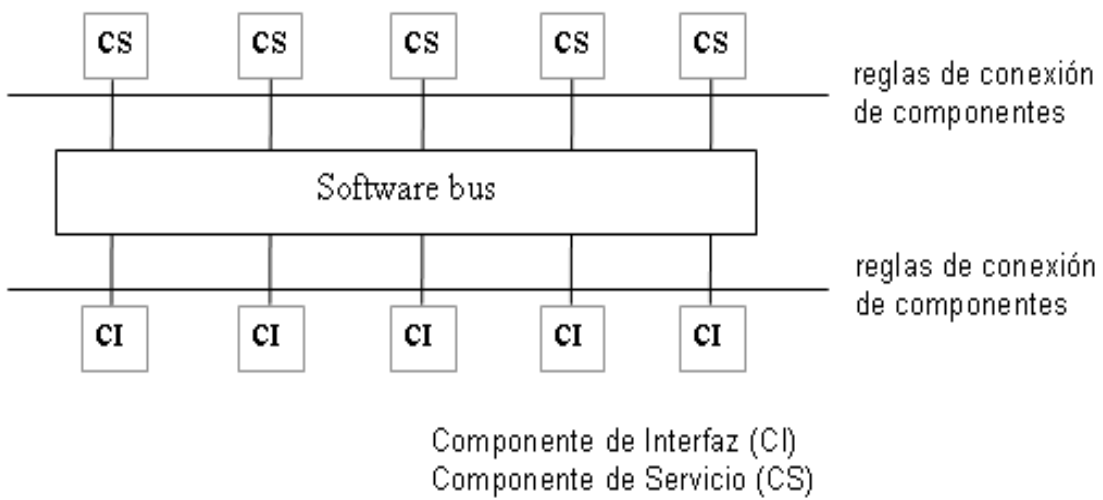 CS CS CS CS CS
reglas de conexión
de componentes
Software bus
reglas de conexión
de componentes
CI CI CI CI CI
Componente de Interfaz (CI)
Componente de Servicio (CS)